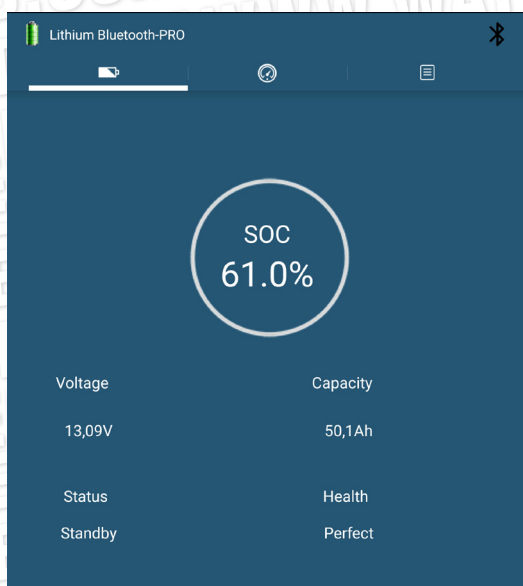 Lithium Bluetooth-PRO
SOC
61.0%
Voltage Capacity
13,09V 50,1Ah
Status Health
Standby Perfect